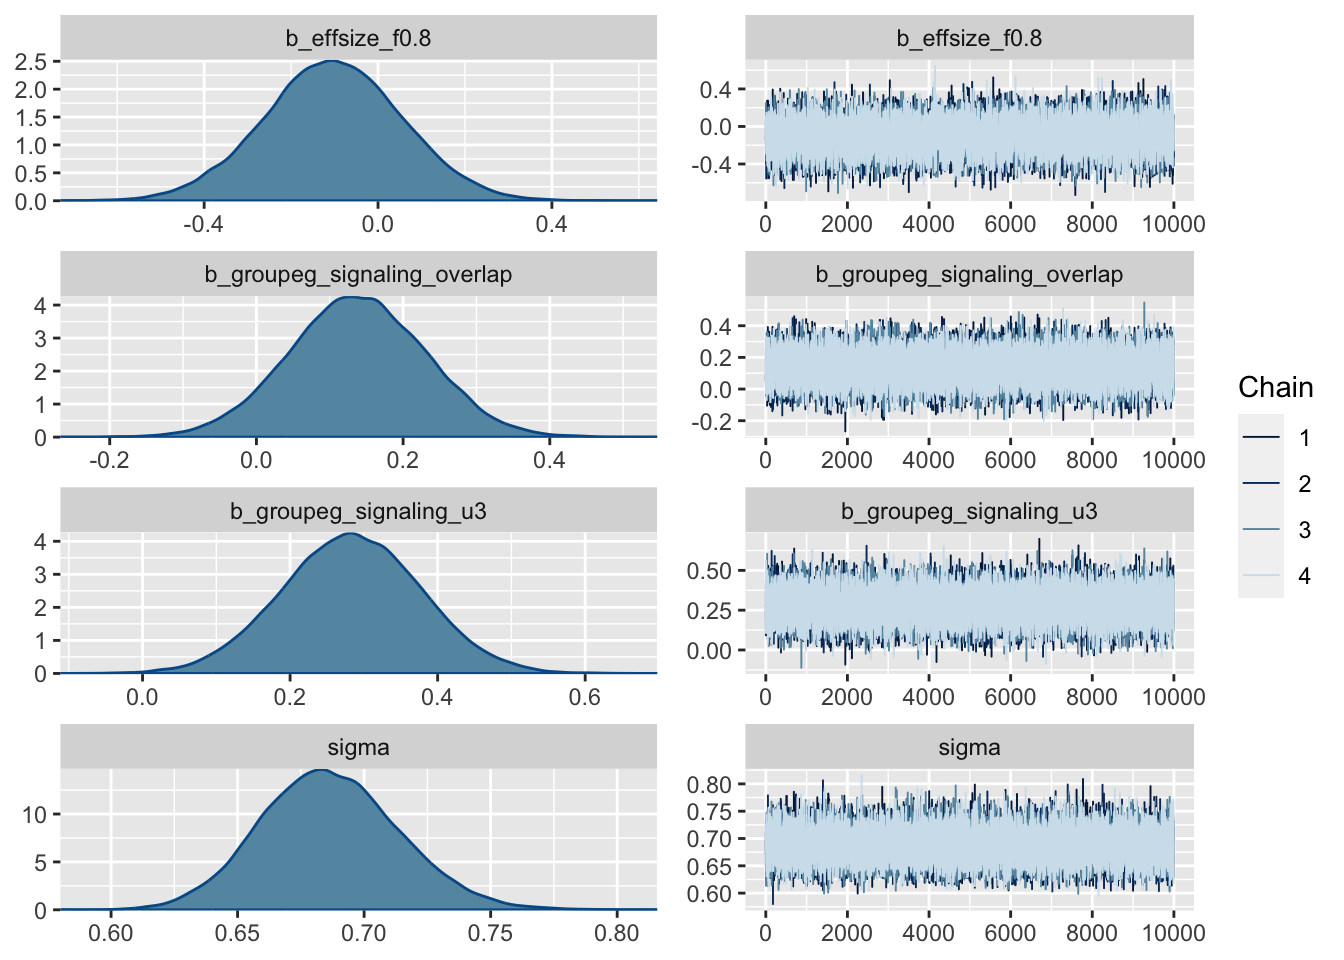 b_effsize_f0.8
2.5
2.0
1.5
1.0
0.5
0.0
-0.4 0.0 0.4
b_effsize_f0.8
0.4
0.0
-0.4
0 2000 4000 6000 8000 10000
b_groupeg_signaling_overlap
4
3
2
1
0
-0.2 0.0 0.2 0.4
b_groupeg_signaling_overlap
0.4
0.2
0.0
-0.2
0 2000 4000 6000 8000 10000
b_groupeg_signaling_u3
4
3
2
1
0
0.0 0.2 0.4 0.6
b_groupeg_signaling_u3
0.50
0.25
0.00
0 2000 4000 6000 8000 10000
sigma
10
5
0
0.60 0.65 0.70 0.75 0.80
sigma
0.80
0.75
0.70
0.65
0.60
0 2000 4000 6000 8000 10000
Chain
1
2
3
4